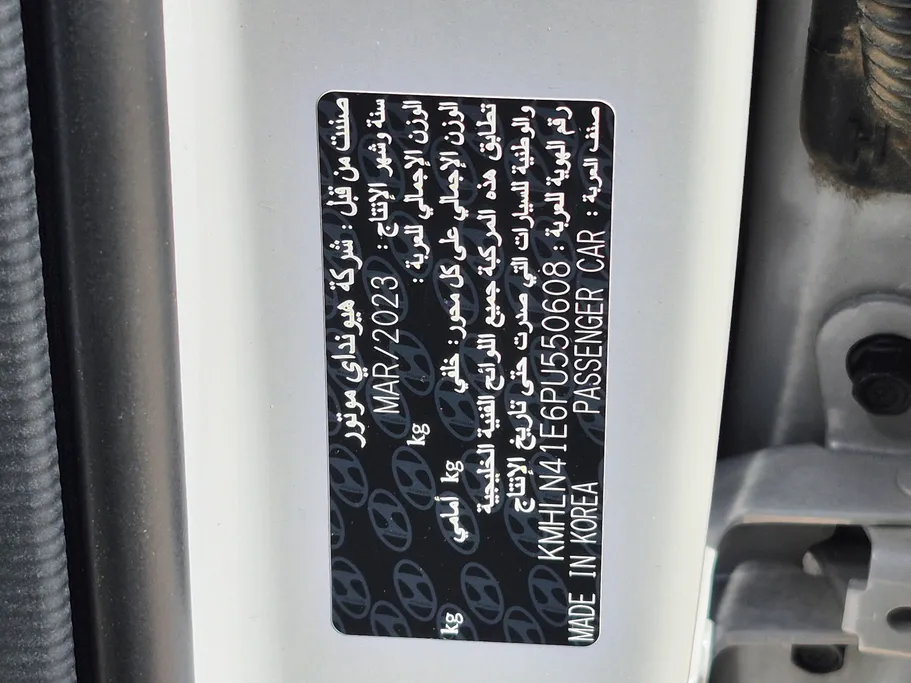 صنعت من قبل : شركة هيونداي موتور
سنة وشهر الإنتاج : MAR/2023
الوزن الإجمالي للعربة : kg
الوزن الإجمالي على كل محور : خلفي kg أمامي kg
تطابق هذه المركبة جميع اللوائح الفنية الخليجية
والوطنية للسيارات التي صدرت حتى تاريخ الإنتاج
رقم الهوية للعربة : KMHLN41E6PU550608
صنف العربة : PASSENGER CAR MADE IN KOREA